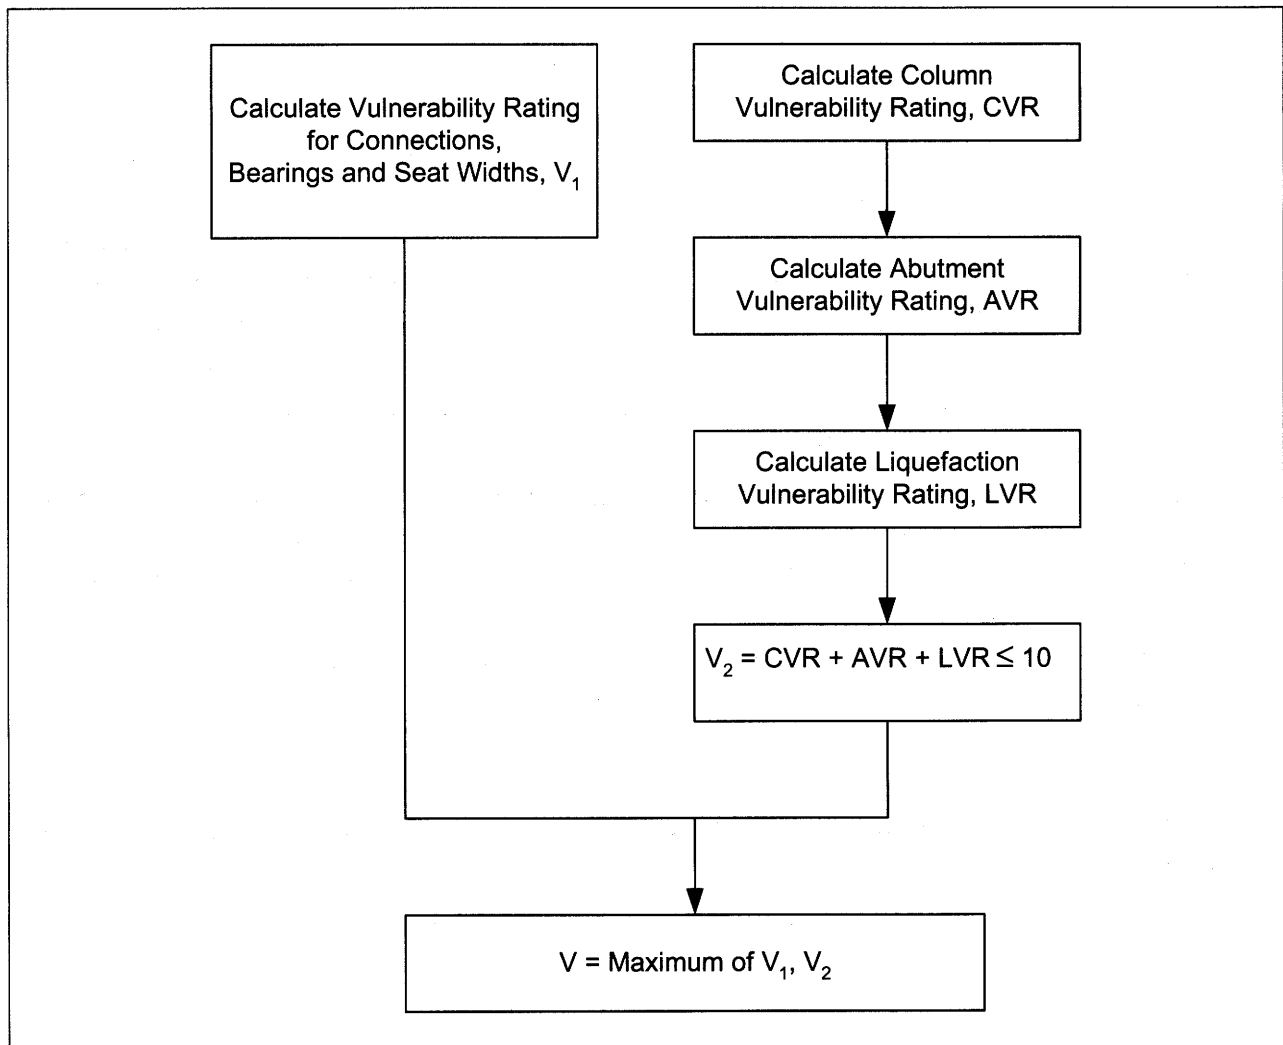 Calculate Vulnerability Rating
for Connections,
Bearings and Seat Widths, V₁
Calculate Column
Vulnerability Rating, CVR
Calculate Abutment
Vulnerability Rating, AVR
Calculate Liquefaction
Vulnerability Rating, LVR
V₂ = CVR + AVR + LVR ≤ 10
V = Maximum of V₁, V₂